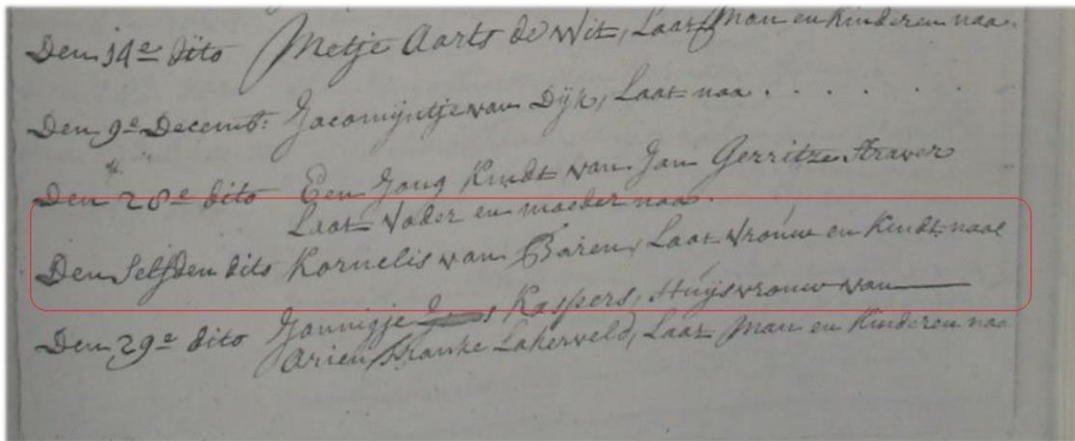 Den 14e dito Metje Aarts de Wit, Laat Man en Kinderen naa.
Den 9e Decemb: Jacomijntje van Dijk, Laat naa . . . . . .
Den 28e dito Een Jong Kindt van Jan Gerritze Straver
Laat Vader en moeder naa.
Den Selfden dito Kornelis van Baren, Laat Vrouw en Kindt naa
Den 29e dito Jannigje Kaspers, Huijsvrouw van
Arien Franke Lakerveld, Laat Man en Kinderen naa